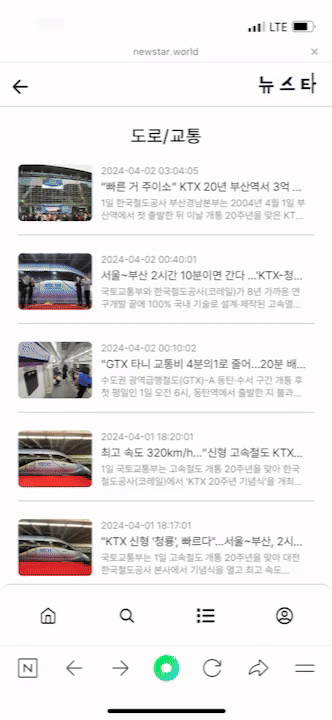 LTE
newstar.world
뉴스타
도로/교통
2024-04-02 03:04:05
“빠른 거 주이소” KTX 20년 부산역서 3억 ...
1일 한국철도공사 부산경남본부는 2004년 4월 1일 부
산역에서 첫 출발한 뒤 이날 개통 20주년을 맞은 KT...
2024-04-02 00:40:01
서울~부산 2시간 10분이면 간다 ...'KTX-청...
국토교통부와 한국철도공사(코레일)가 8년 가까운 연
구개발 끝에 100% 국내 기술로 설계·제작된 고속열...
2024-04-02 00:10:02
“GTX 타니 교통비 4분의1로 줄어...20분 배...
수도권 광역급행철도(GTX)-A 동탄·수서 구간 개통 후
첫 평일인 1일 오전 6시, 동탄역에서 출발한 지 불과...
2024-04-01 18:20:01
최고 속도 320km/h...“신형 고속철도 KTX...
1일 국토교통부는 고속철도 개통 20주년을 맞아 한국
철도공사(코레일)에서 'KTX 20주년 기념식'을 개최...
2024-04-01 18:17:01
“KTX 신형 '청룡', 빠르다”...서울~부산, 2시...
국토교통부는 1일 고속철도 개통 20주년을 맞아 대전
한국철도공사 본사에서 기념식을 열고 최고 속도...
N